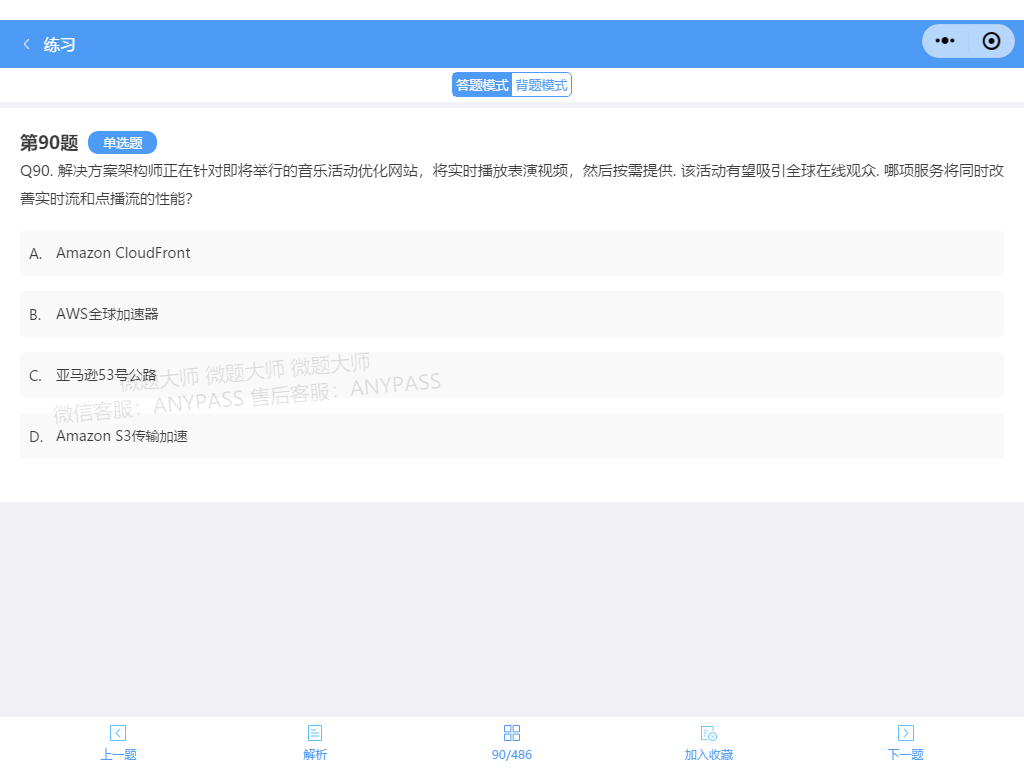 练习
答题模式 背题模式
第90题 单选题
Q90. 解决方案架构师正在针对即将举行的音乐活动优化网站，将实时播放表演视频，然后按需提供. 该活动有望吸引全球在线观众. 哪项服务将同时改
善实时流和点播流的性能？
A. Amazon CloudFront
B. AWS全球加速器
C. 亚马逊53号公路
微题大师 微题大师 微题大师
微信客服：ANYPASS 售后客服：ANYPASS
D. Amazon S3传输加速
上一题 解析 90/486 加入收藏 下一题